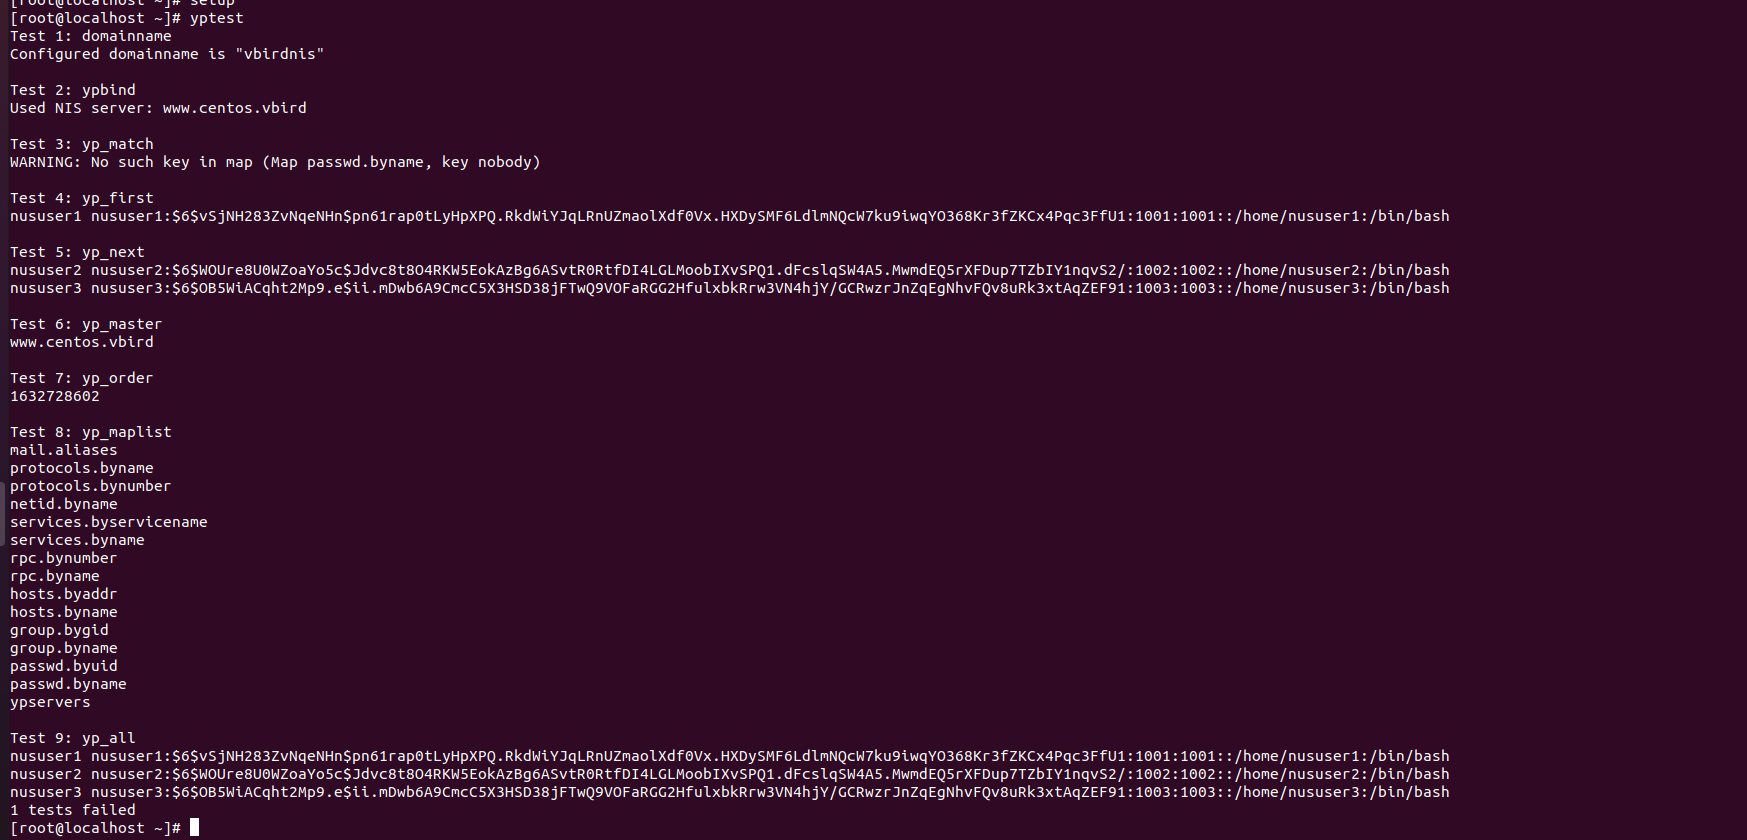 [root@localhost ~]# setup
[root@localhost ~]# yptest
Test 1: domainname
Configured domainname is "vbirdnis"
Test 2: ypbind
Used NIS server: www.centos.vbird
Test 3: yp_match
WARNING: No such key in map (Map passwd.byname, key nobody)
Test 4: yp_first
nususer1 nususer1:$6$vSjNH283ZvNqeNHn$pn61rap0tLyHpXPQ.RkdWiYJqLRnUZmaolXdf0Vx.HXDySMF6LdlmNQcW7ku9iwqYO368Kr3fZKCx4Pqc3FfU1:1001:1001::/home/nususer1:/bin/bash
Test 5: yp_next
nususer2 nususer2:$6$WOUre8U0WZoaYo5c$Jdvc8t8O4RKW5EokAzBg6ASvtR0RtfDI4LGLMoobIXvSPQ1.dFcslqSW4A5.MwmdEQ5rXFDup7TZbIY1nqvS2/:1002:1002::/home/nususer2:/bin/bash
nususer3 nususer3:$6$OB5WiACqht2Mp9.e$ii.mDwb6A9CmcC5X3HSD38jFTwQ9VOFaRGG2HfulxbkRrw3VN4hjY/GCRwzrJnZqEgNhvFQv8uRk3xtAqZEF91:1003:1003::/home/nususer3:/bin/bash
Test 6: yp_master
www.centos.vbird
Test 7: yp_order
1632728602
Test 8: yp_maplist
mail.aliases
protocols.byname
protocols.bynumber
netid.byname
services.byservicename
services.byname
rpc.bynumber
rpc.byname
hosts.byaddr
hosts.byname
group.bygid
group.byname
passwd.byuid
passwd.byname
ypservers
Test 9: yp_all
nususer1 nususer1:$6$vSjNH283ZvNqeNHn$pn61rap0tLyHpXPQ.RkdWiYJqLRnUZmaolXdf0Vx.HXDySMF6LdlmNQcW7ku9iwqYO368Kr3fZKCx4Pqc3FfU1:1001:1001::/home/nususer1:/bin/bash
nususer2 nususer2:$6$WOUre8U0WZoaYo5c$Jdvc8t8O4RKW5EokAzBg6ASvtR0RtfDI4LGLMoobIXvSPQ1.dFcslqSW4A5.MwmdEQ5rXFDup7TZbIY1nqvS2/:1002:1002::/home/nususer2:/bin/bash
nususer3 nususer3:$6$OB5WiACqht2Mp9.e$ii.mDwb6A9CmcC5X3HSD38jFTwQ9VOFaRGG2HfulxbkRrw3VN4hjY/GCRwzrJnZqEgNhvFQv8uRk3xtAqZEF91:1003:1003::/home/nususer3:/bin/bash
1 tests failed
[root@localhost ~]#